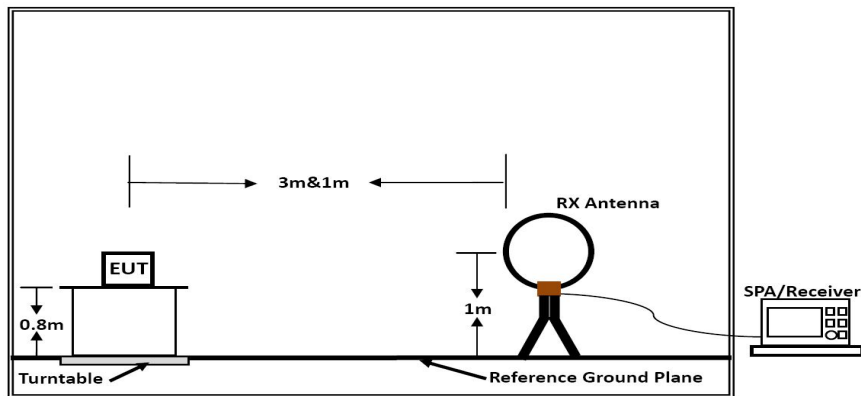 3m&1m
RX Antenna
EUT
SPA/Receiver
0.8m
1m
Turntable
Reference Ground Plane